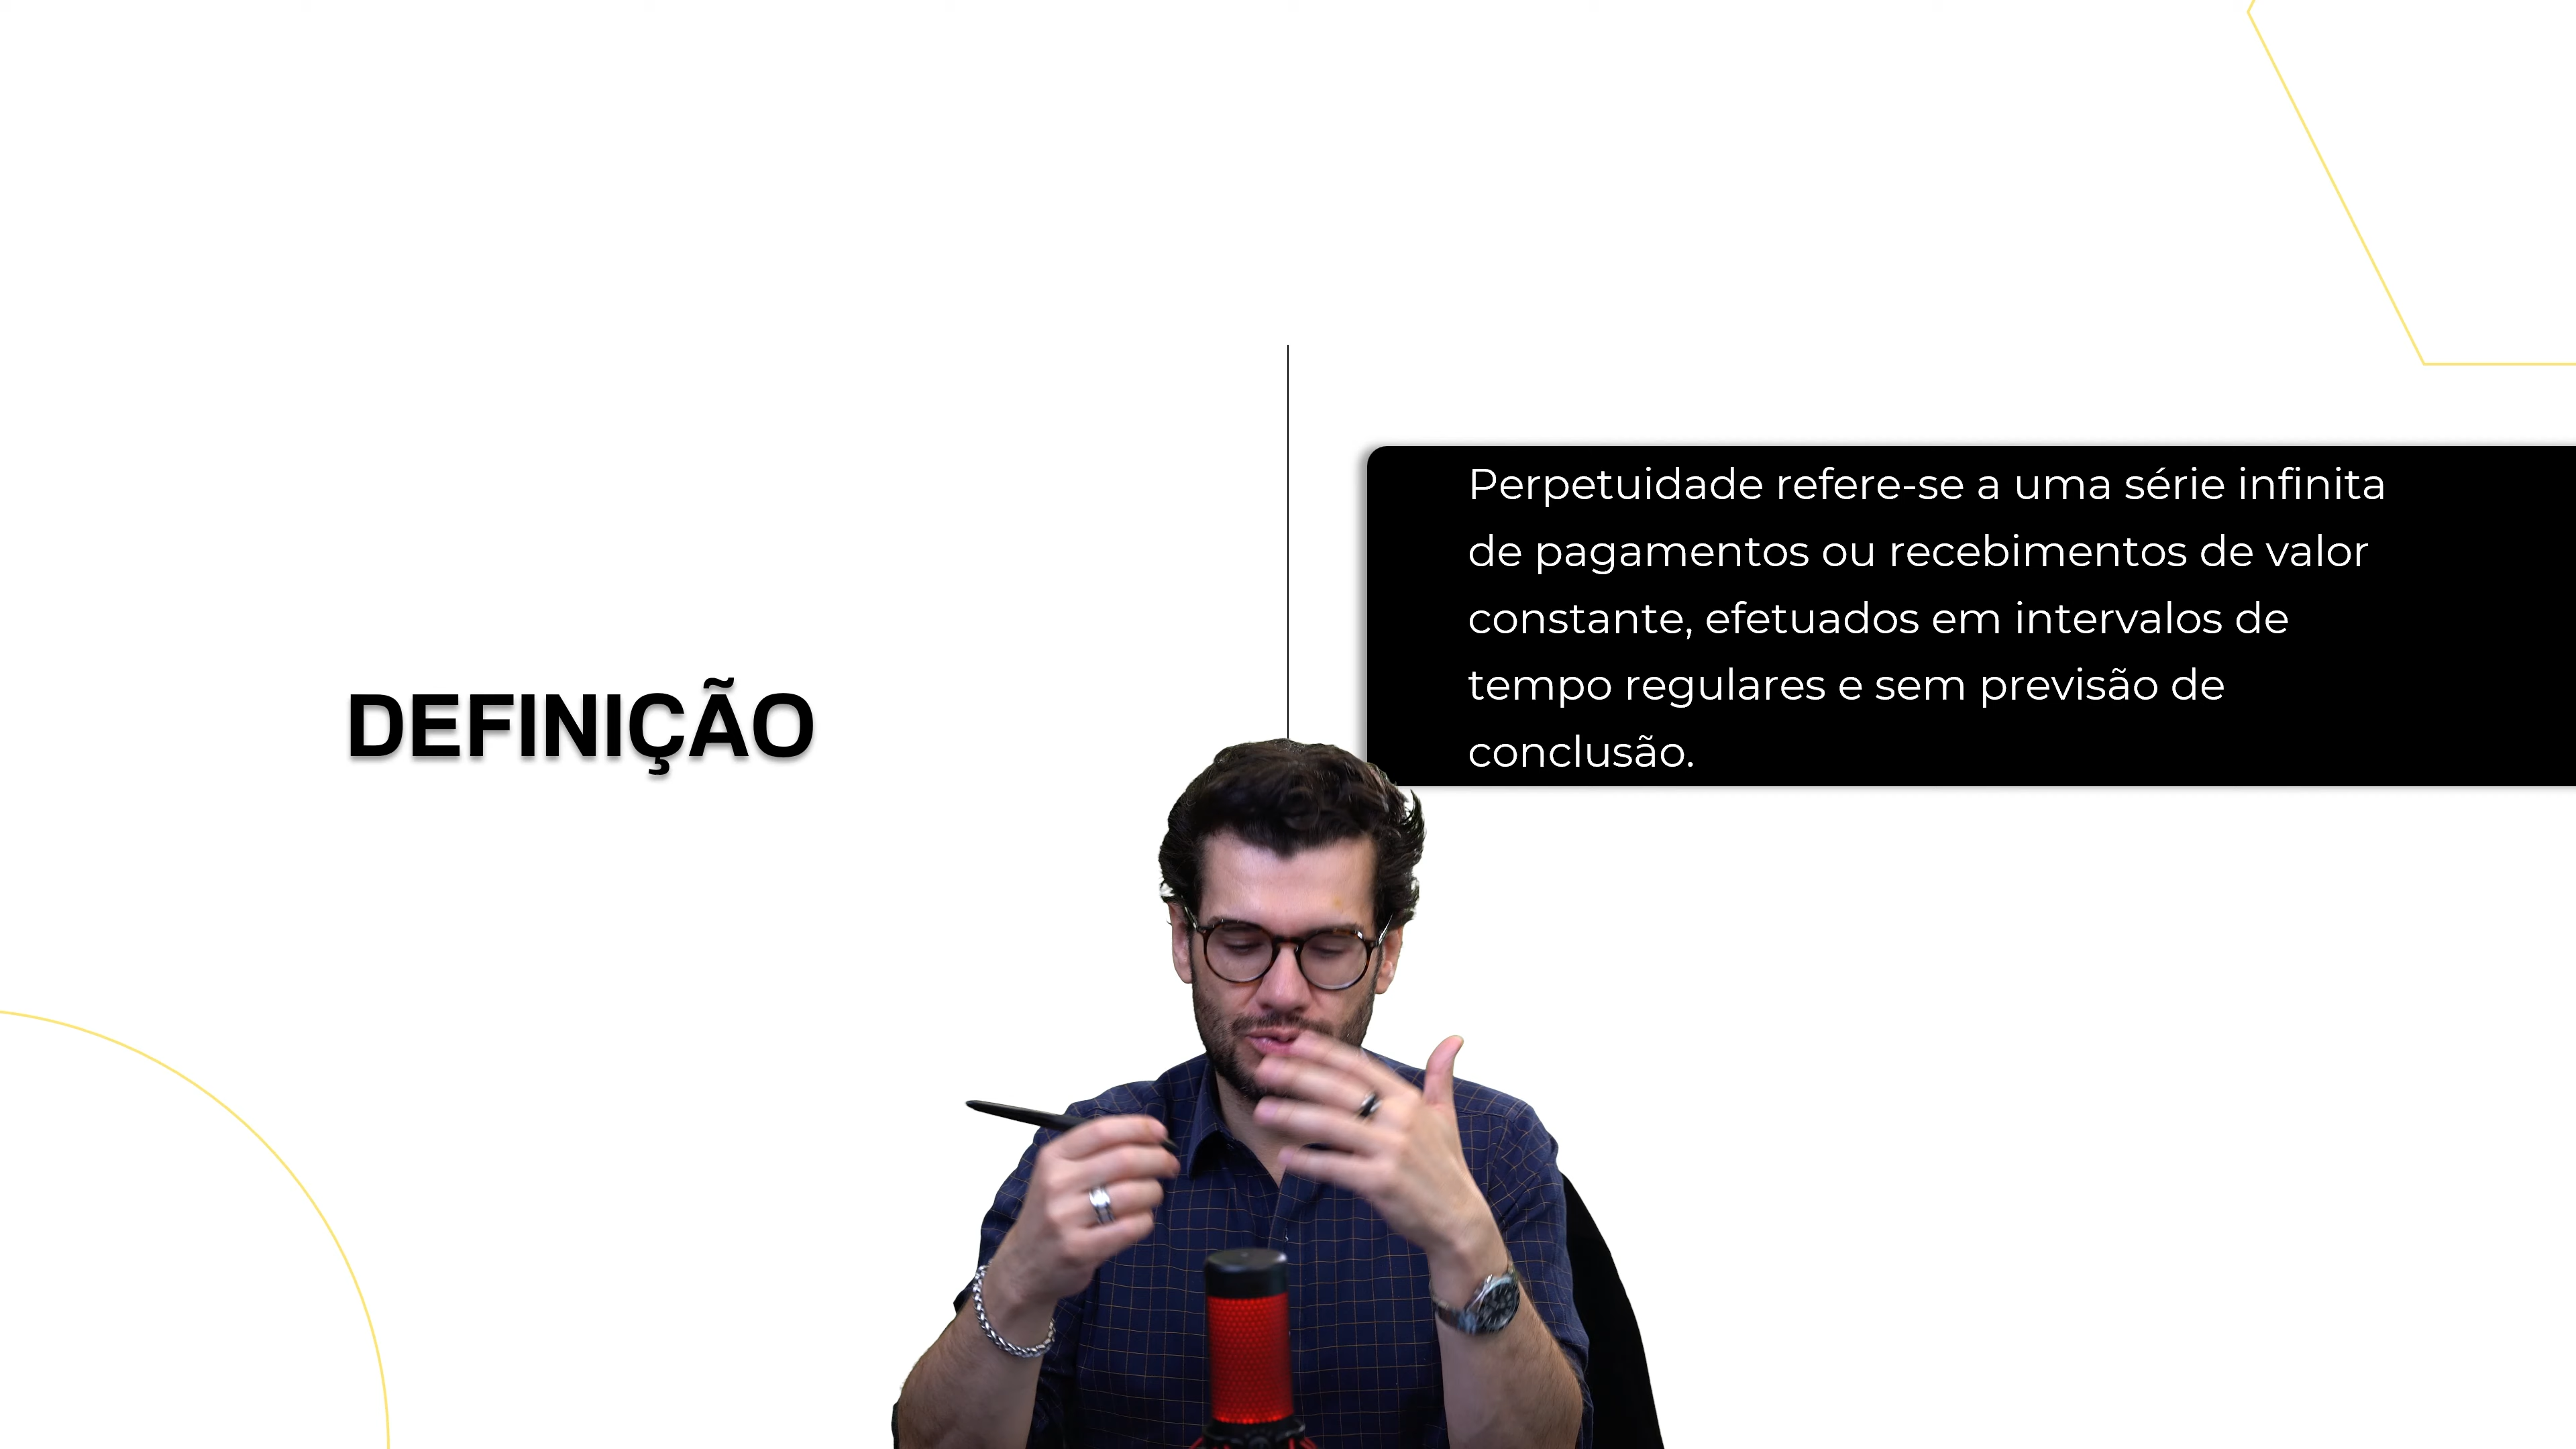 DEFINIÇÃO
Perpetuidade refere-se a uma série infinita
de pagamentos ou recebimentos de valor
constante, efetuados em intervalos de
tempo regulares e sem previsão de
conclusão.